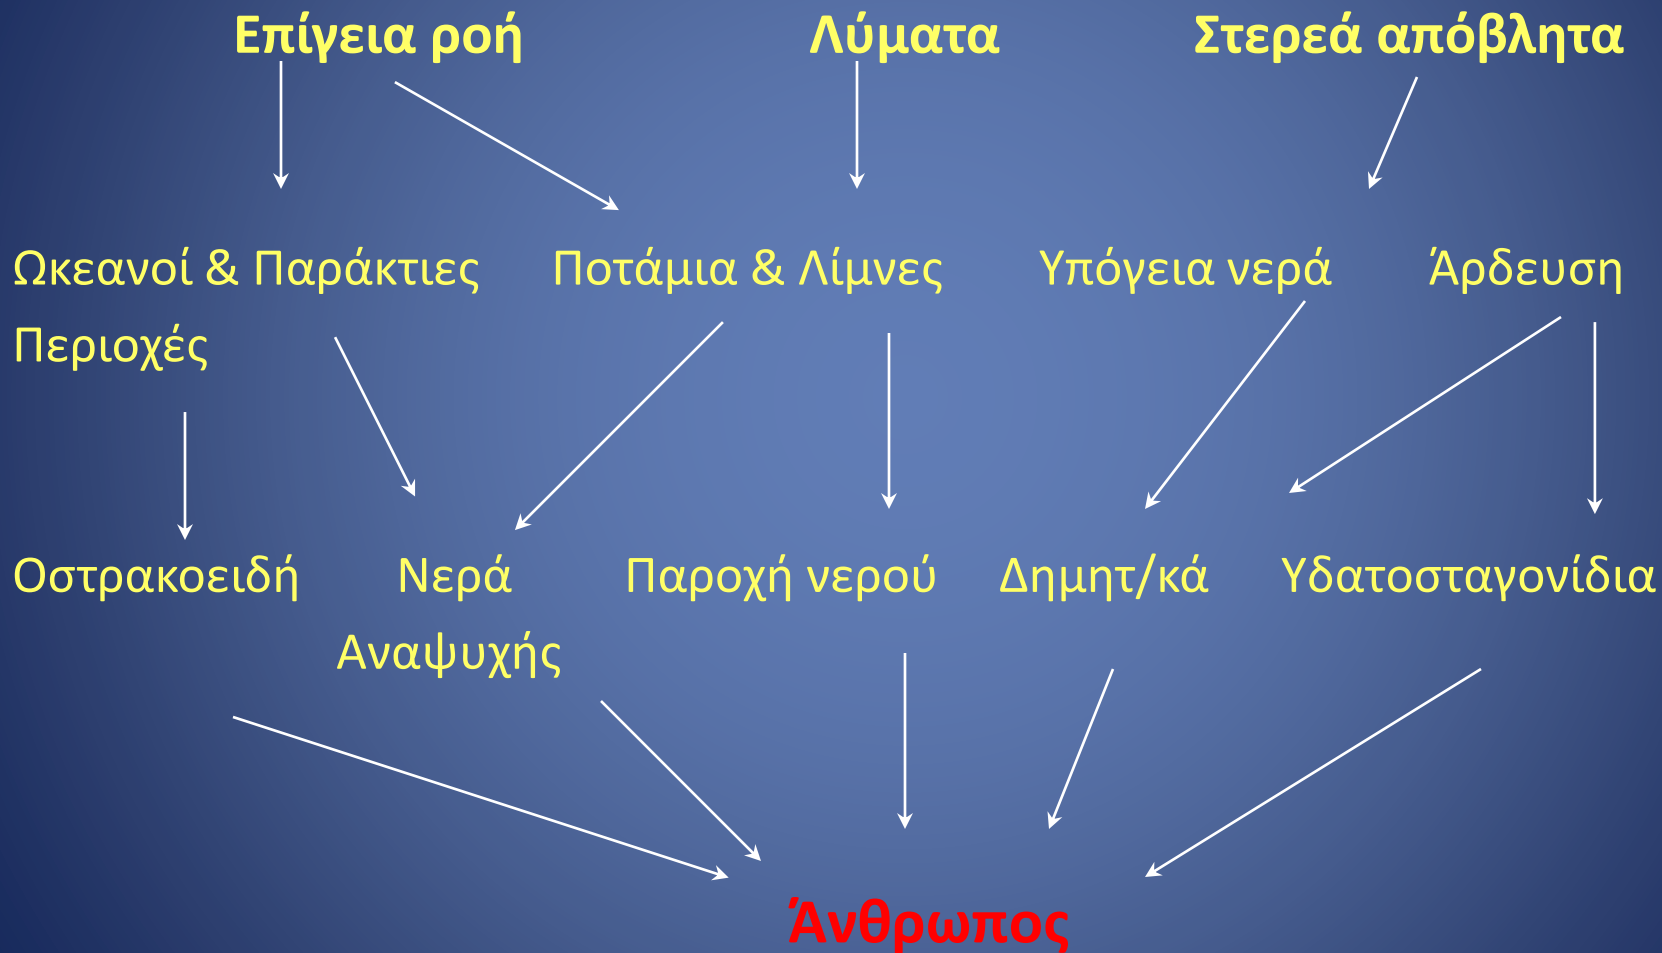 Επίγεια ροή Λύματα Στερεά απόβλητα
Ωκεανοί & Παράκτιες Ποτάμια & Λίμνες Υπόγεια νερά Άρδευση
Περιοχές
Οστρακοειδή Νερά Παροχή νερού Δημητ/κά Υδατοσταγονίδια
Αναψυχής
Άνθρωπος